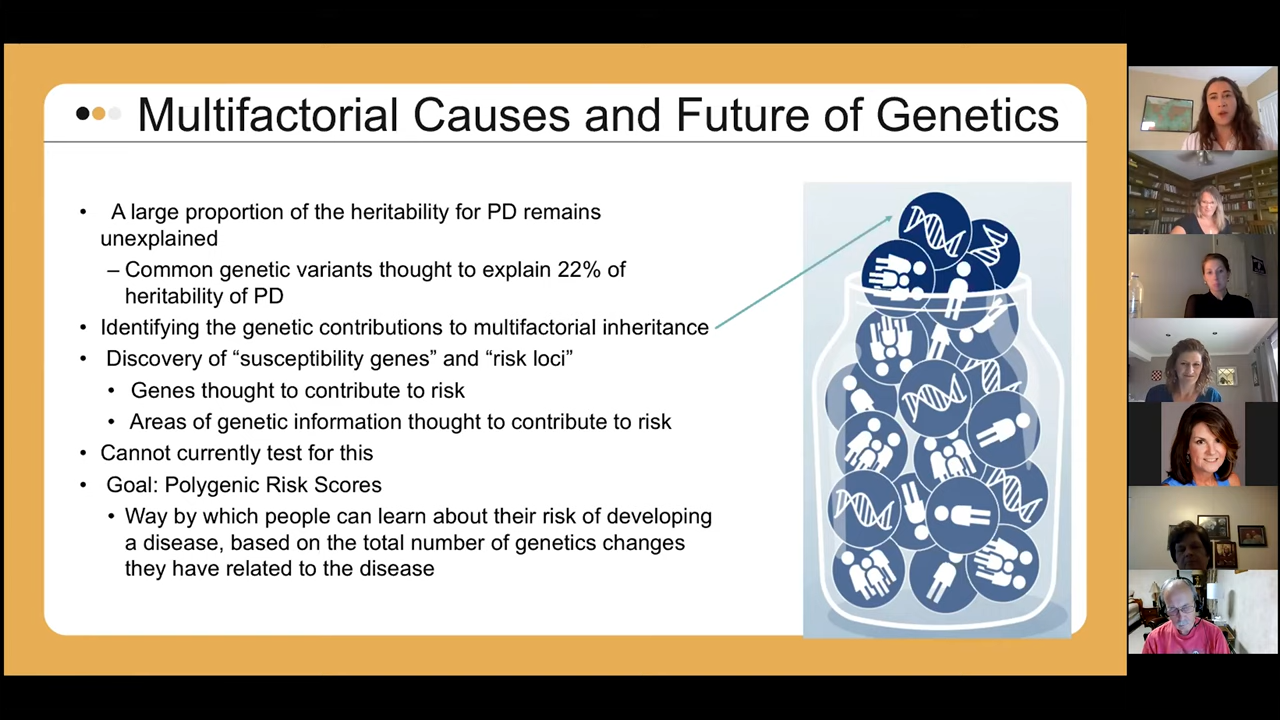 Multifactorial Causes and Future of Genetics
• A large proportion of the heritability for PD remains
unexplained
– Common genetic variants thought to explain 22% of
heritability of PD
• Identifying the genetic contributions to multifactorial inheritance
• Discovery of “susceptibility genes” and “risk loci”
• Genes thought to contribute to risk
• Areas of genetic information thought to contribute to risk
• Cannot currently test for this
• Goal: Polygenic Risk Scores
• Way by which people can learn about their risk of developing
a disease, based on the total number of genetics changes
they have related to the disease